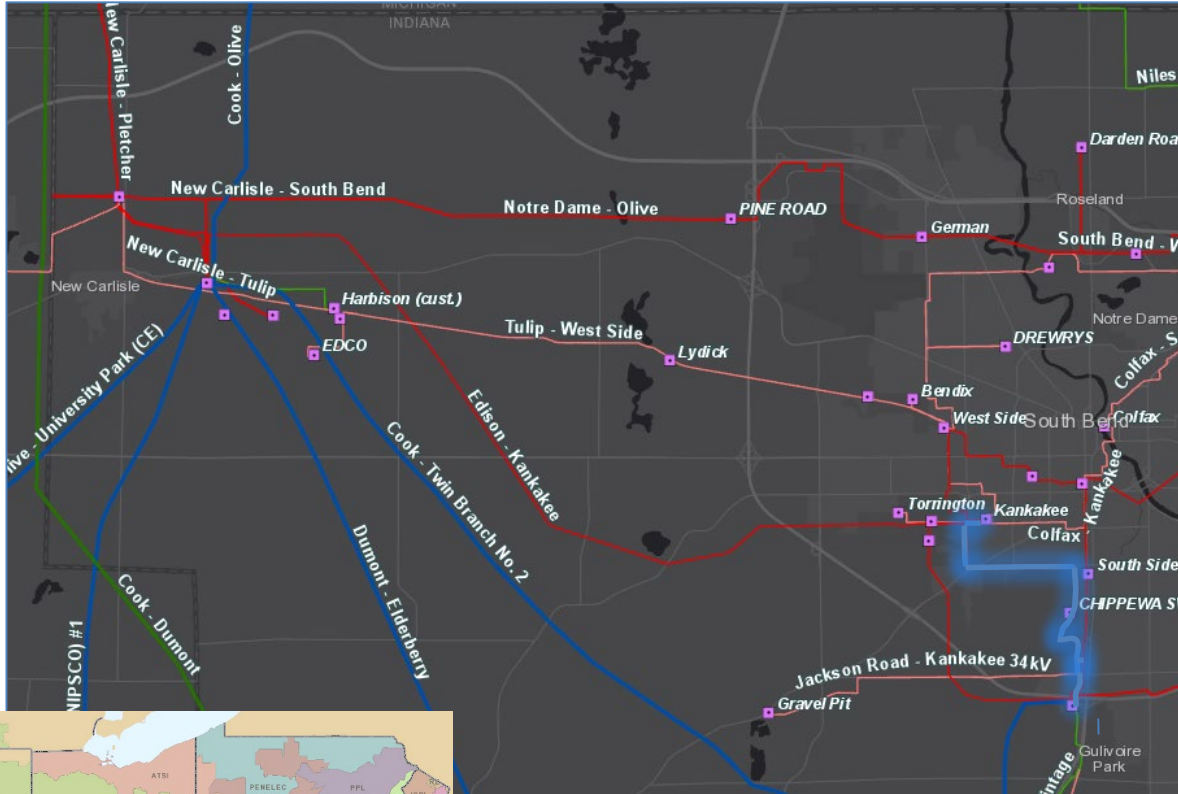 MICHIGAN
INDIANA
New Carlisle - Pletcher
Cook - Olive
Niles
Darden Roa
Roseland
New Carlisle - South Bend
Notre Dame - Olive
PINE ROAD
German
South Bend - W
New Carlisle - Tulip
New Carlisle
Harbison (cust.)
Notre Dame
Tulip - West Side
EDCO
DREWRYS
Lydick
Colfax - S
live - University Park (CE)
Bendix
West Side
South Bend
Colfax
Edison - Kankakee
Kankakee
Cook - Twin Branch No. 2
Torrington
Kankakee
Colfax
South Side
Dumont - Elderberry
Cook - Dumont
CHIPPEWA S
NIPSCO) #1
Jackson Road - Kankakee 34kV
Gravel Pit
Gulivoire
Park
intage
ATSI
PENELEC
PPL